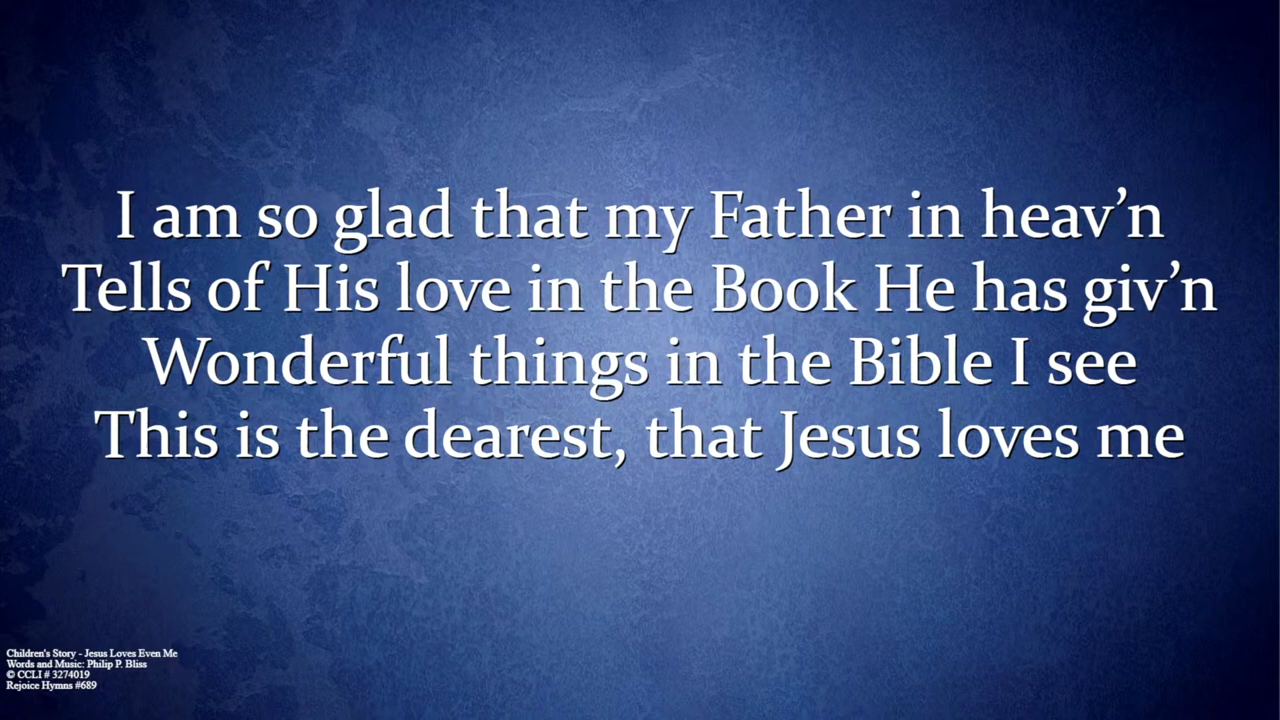 I am so glad that my Father in heav’n
Tells of His love in the Book He has giv’n
Wonderful things in the Bible I see
This is the dearest, that Jesus loves me
Children's Story - Jesus Loves Even Me
Words and Music: Philip P. Bliss
© CCLI # 3274019
Rejoice Hymns #689